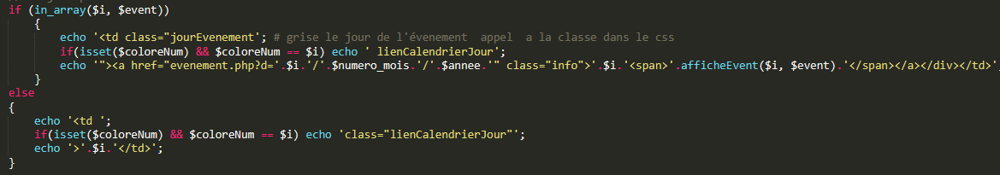 if (in_array($i, $event))
{
echo '<td class="jourEvenement'; # grise le jour de l'évenement  appel  a la classe dans le css
if(isset($coloreNum) && $coloreNum == $i) echo ' lienCalendrierJour';
echo '"><a href="evenement.php?d='.$i.'/'.$numero_mois.'/'.$annee.'" class="info">'.$i.'<span>'.afficheEvent($i, $event).'</span></a></div></td>'
}
else
{
echo '<td ';
if(isset($coloreNum) && $coloreNum == $i) echo 'class="lienCalendrierJour"';
echo '>'.$i.'</td>';
}